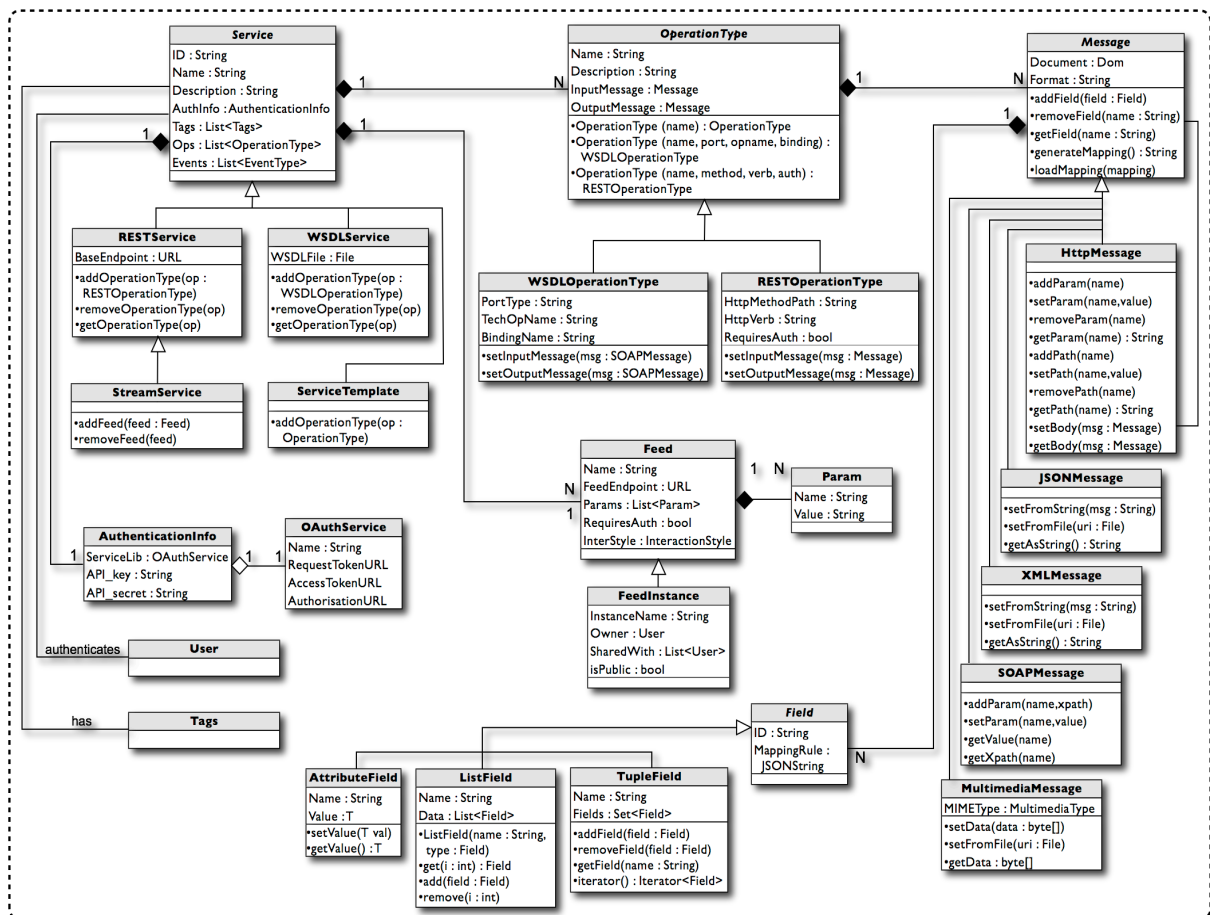 Service
ID : String
Name : String
Description : String
AuthInfo : AuthenticationInfo
Tags : List<Tags>
Ops : List<OperationType>
Events : List<EventType>
1
1
1
N
OperationType
Name : String
Description : String
InputMessage : Message
OutputMessage : Message
•OperationType (name) : OperationType
•OperationType (name, port, opname, binding) :
WSDLOperationType
•OperationType (name, method, verb, auth) :
RESTOperationType
1
N
Message
Document : Dom
Format : String
•addField(field : Field)
•removeField(name : String)
•getField(name : String)
•generateMapping() : String
•loadMapping(mapping)
1
RESTService
BaseEndpoint : URL
•addOperationType(op :
RESTOperationType)
•removeOperationType(op)
•getOperationType(op)
WSDLService
WSDLFile : File
•addOperationType(op :
WSDLOperationType)
•removeOperationType(op)
•getOperationType(op)
WSDLOperationType
PortType : String
TechOpName : String
BindingName : String
•setInputMessage(msg : SOAPMessage)
•setOutputMessage(msg : SOAPMessage)
RESTOperationType
HttpMethodPath : String
HttpVerb : String
RequiresAuth : bool
•setInputMessage(msg : Message)
•setOutputMessage(msg : Message)
HttpMessage
•addParam(name)
•setParam(name,value)
•removeParam(name)
•getParam(name) : String
•addPath(name)
•setPath(name,value)
•removePath(name)
•getPath(name) : String
•setBody(msg : Message)
•getBody(msg : Message)
StreamService
•addFeed(feed : Feed)
•removeFeed(feed)
ServiceTemplate
•addOperationType(op :
OperationType)
Feed
Name : String
FeedEndpoint : URL
Params : List<Param>
RequiresAuth : bool
InterStyle : InteractionStyle
N
1
1 N
Param
Name : String
Value : String
JSONMessage
•setFromString(msg : String)
•setFromFile(uri : File)
•getAsString() : String
AuthenticationInfo
ServiceLib : OAuthService
API_key : String
API_secret : String
1
1 1
OAuthService
Name : String
RequestTokenURL
AccessTokenURL
AuthorisationURL
FeedInstance
InstanceName : String
Owner : User
SharedWith : List<User>
isPublic : bool
XMLMessage
•setFromString(msg : String)
•setFromFile(uri : File)
•getAsString() : String
authenticates
User
has
Tags
SOAPMessage
•addParam(name,xpath)
•setParam(name,value)
•getValue(name)
•getXpath(name)
Field
ID : String
MappingRule :
JSONString
N
AttributeField
Name : String
Value : T
•setValue(T val)
•getValue() : T
ListField
Name : String
Data : List<Field>
•ListField(name : String,
type : Field)
•get(i : int) : Field
•add(field : Field)
•remove(i : int)
TupleField
Name : String
Fields : Set<Field>
•addField(field : Field)
•removeField(field : Field)
•getField(name : String)
•iterator() : Iterator<Field>
MultimediaMessage
MIMEType : MultimediaType
•setData(data : byte[])
•setFromFile(uri : File)
•getData : byte[]